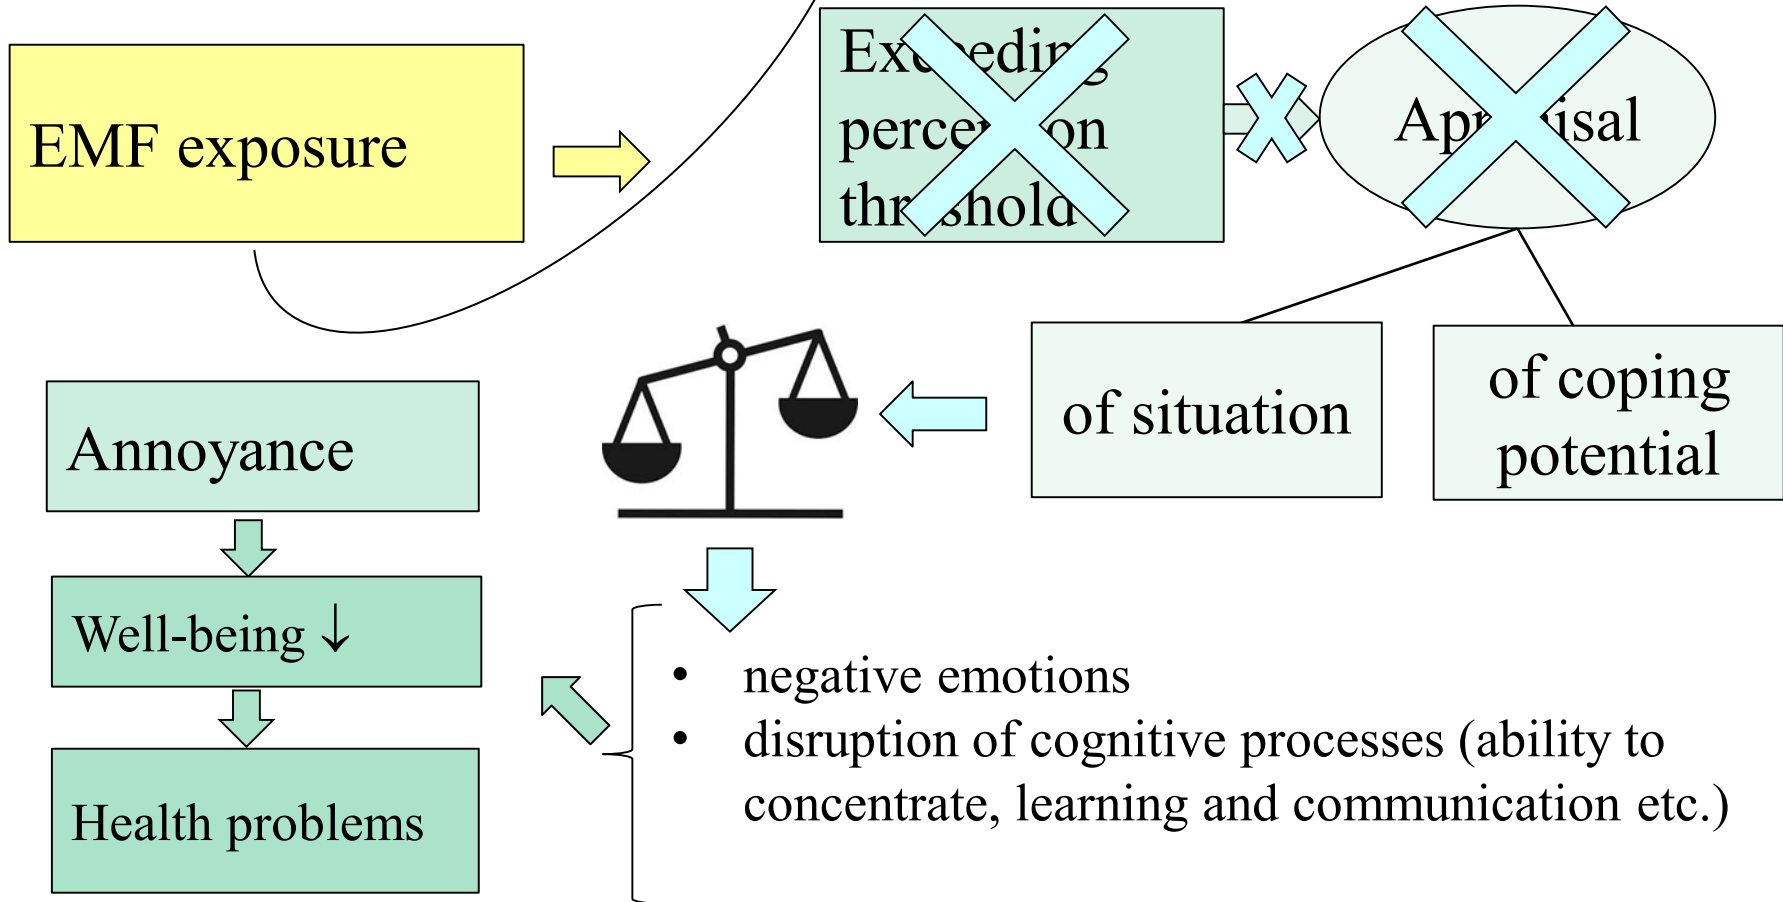 EMF exposure
Exceeding
perception
threshold
Appraisal
of situation
of coping
potential
Annoyance
Well-being ↓
Health problems
• negative emotions
• disruption of cognitive processes (ability to
concentrate, learning and communication etc.)